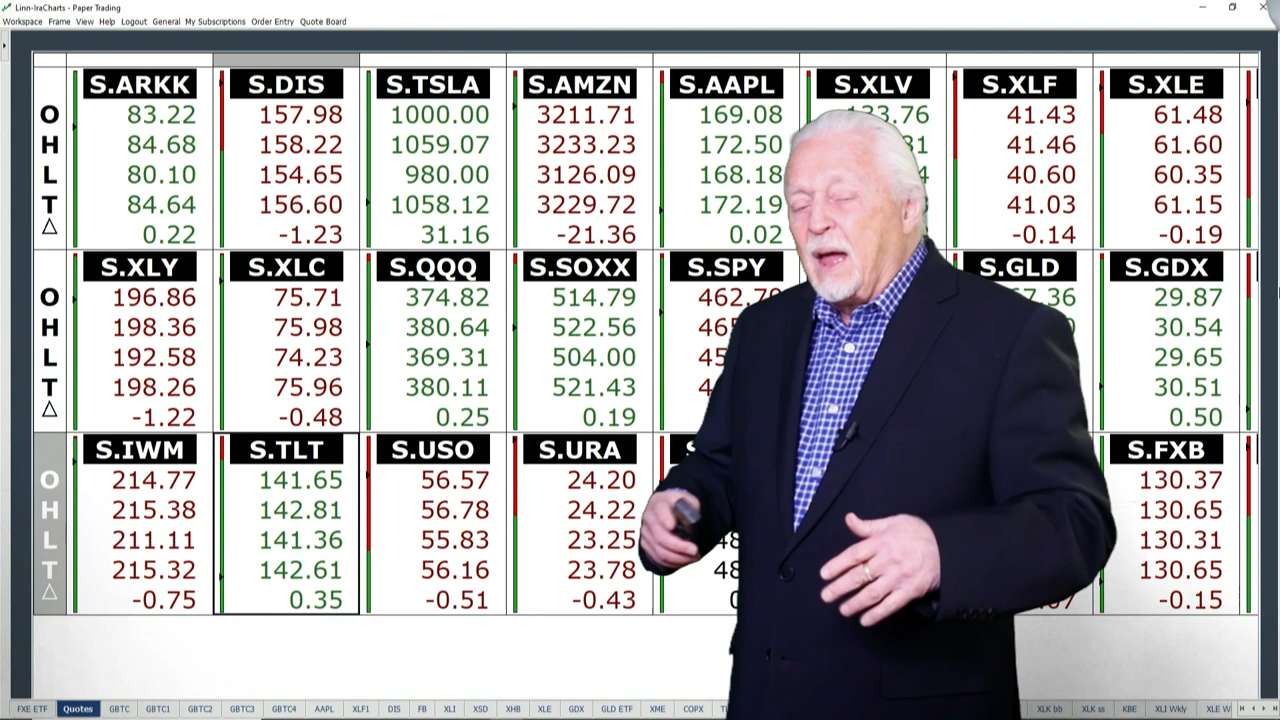 Linn-IraCharts - Paper Trading
Workspace Frame View Help Logout General My Subscriptions Order Entry Quote Board
S.ARKK S.DIS S.TSLA S.AMZN S.AAPL S.XLV S.XLF S.XLE
O 83.22 157.98 1000.00 3211.71 169.08 133.76 41.43 61.48
H 84.68 158.22 1059.07 3233.23 172.50 41.46 61.60
L 80.10 154.65 980.00 3126.09 168.18 40.60 60.35
T 84.64 156.60 1058.12 3229.72 172.19 41.03 61.15
△ 0.22 -1.23 31.16 -21.36 0.02 -0.14 -0.19
S.XLY S.XLC S.QQQ S.SOXX S.SPY S.GLD S.GDX
O 196.86 75.71 374.82 514.79 462.70 29.87
H 198.36 75.98 380.64 522.56 30.54
L 192.58 74.23 369.31 504.00 29.65
T 198.26 75.96 380.11 521.43 30.51
△ -1.22 -0.48 0.25 0.19 0.50
S.IWM S.TLT S.USO S.URA S.FXB
O 214.77 141.65 56.57 24.20 130.37
H 215.38 142.81 56.78 24.22 130.65
L 211.11 141.36 55.83 23.25 130.31
T 215.32 142.61 56.16 23.78 130.65
△ -0.75 0.35 -0.51 -0.43 -0.15
FXE ETF Quotes GBTC GBTC1 GBTC2 GBTC3 GBTC4 AAPL XLF1 DIS FB XLI XSD XHB XLE GDX GLD ETF XME COPX XLK bb XLK ss KBE XLI Wkly XLE W